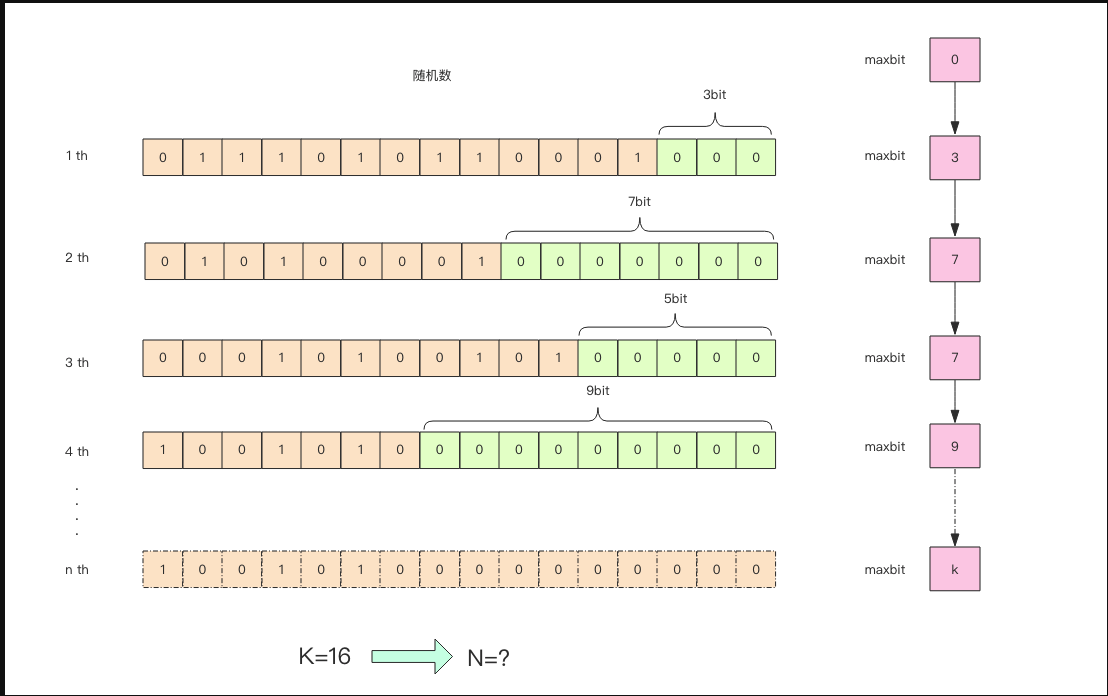 随机数
maxbit 0
3bit
1 th 0 1 1 1 0 1 0 1 1 0 0 0 1 0 0 0 maxbit 3
7bit
2 th 0 1 0 1 0 0 0 0 1 0 0 0 0 0 0 0 maxbit 7
5bit
3 th 0 0 0 1 0 1 0 0 1 0 1 0 0 0 0 0 maxbit 7
9bit
4 th 1 0 0 1 0 1 0 0 0 0 0 0 0 0 0 0 maxbit 9
.
.
.
.
n th 1 0 0 1 0 1 0 0 0 0 0 0 0 0 0 0 maxbit k
K=16 N=?